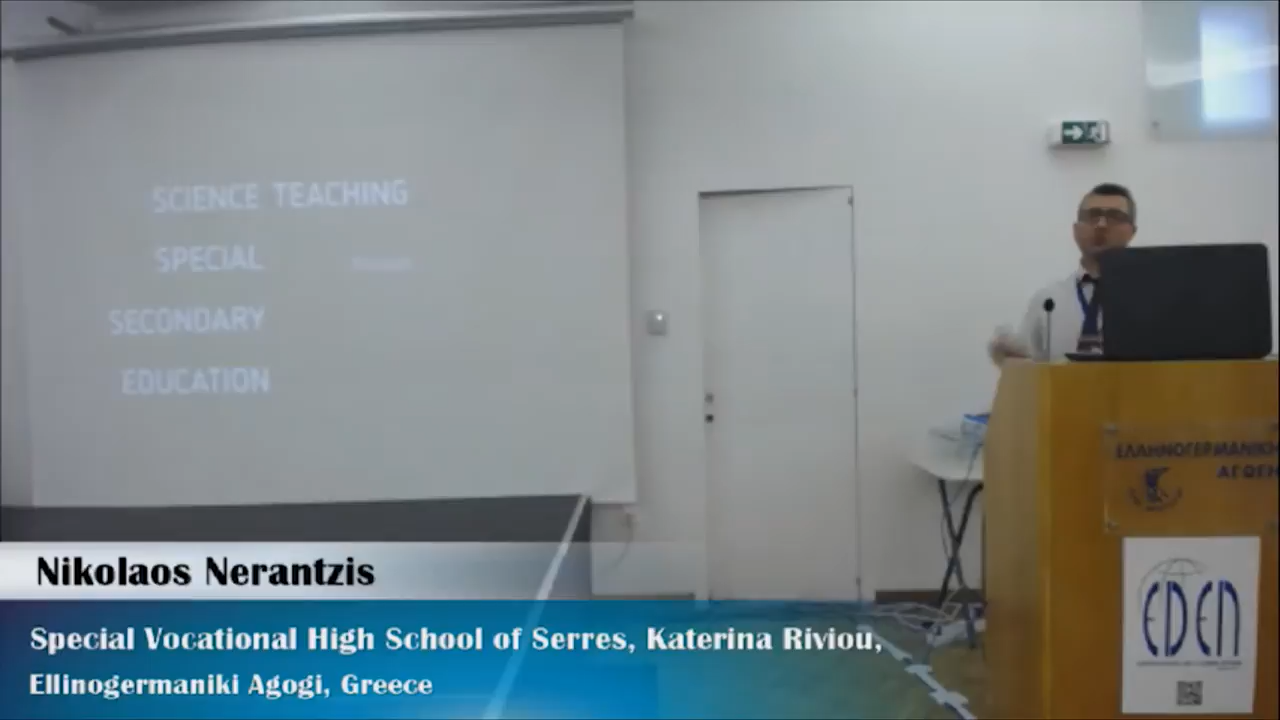 SCIENCE TEACHING
SPECIAL
SECONDARY
EDUCATION
ΕΛΛΗΝΟΓΕΡΜΑΝΙΚΗ
ΑΓΩΓΗ
EDEN
Nikolaos Nerantzis
Special Vocational High School of Serres, Katerina Riviou,
Ellinogermaniki Agogi, Greece